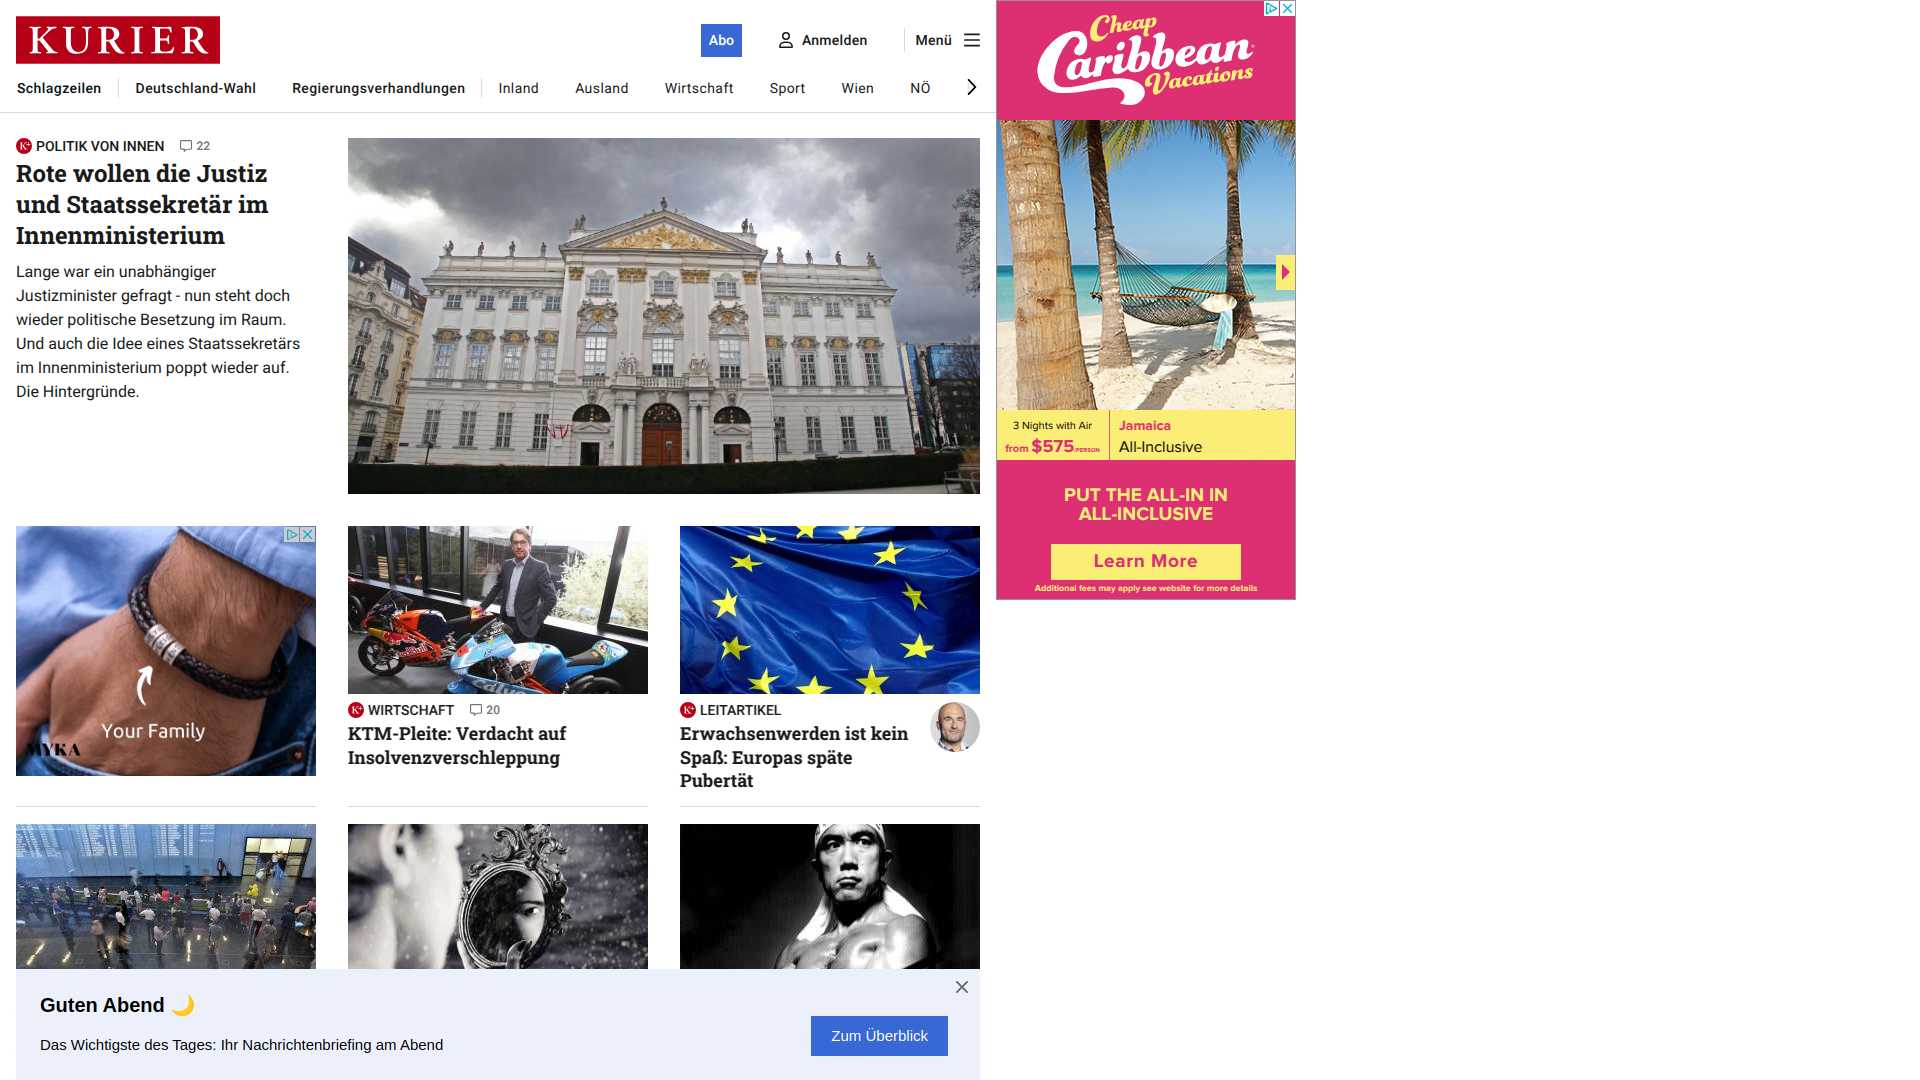 KURIER
Abo
Anmelden
Menü
Schlagzeilen
Deutschland-Wahl
Regierungsverhandlungen
Inland
Ausland
Wirtschaft
Sport
Wien
NÖ
POLITIK VON INNEN
22
Rote wollen die Justiz
und Staatssekretär im
Innenministerium
Lange war ein unabhängiger
Justizminister gefragt - nun steht doch
wieder politische Besetzung im Raum.
Und auch die Idee eines Staatssekretärs
im Innenministerium poppt wieder auf.
Die Hintergründe.
Cheap
Caribbean
Vacations
3 Nights with Air
from $575/PERSON
Jamaica
All-Inclusive
PUT THE ALL-IN IN
ALL-INCLUSIVE
Learn More
Additional fees may apply see website for more details
Your Family
MYKA
K+ WIRTSCHAFT
20
KTM-Pleite: Verdacht auf
Insolvenzverschleppung
K+ LEITARTIKEL
Erwachsenwerden ist kein
Spaß: Europas späte
Pubertät
Guten Abend 🌙
Das Wichtigste des Tages: Ihr Nachrichtenbriefing am Abend
Zum Überblick